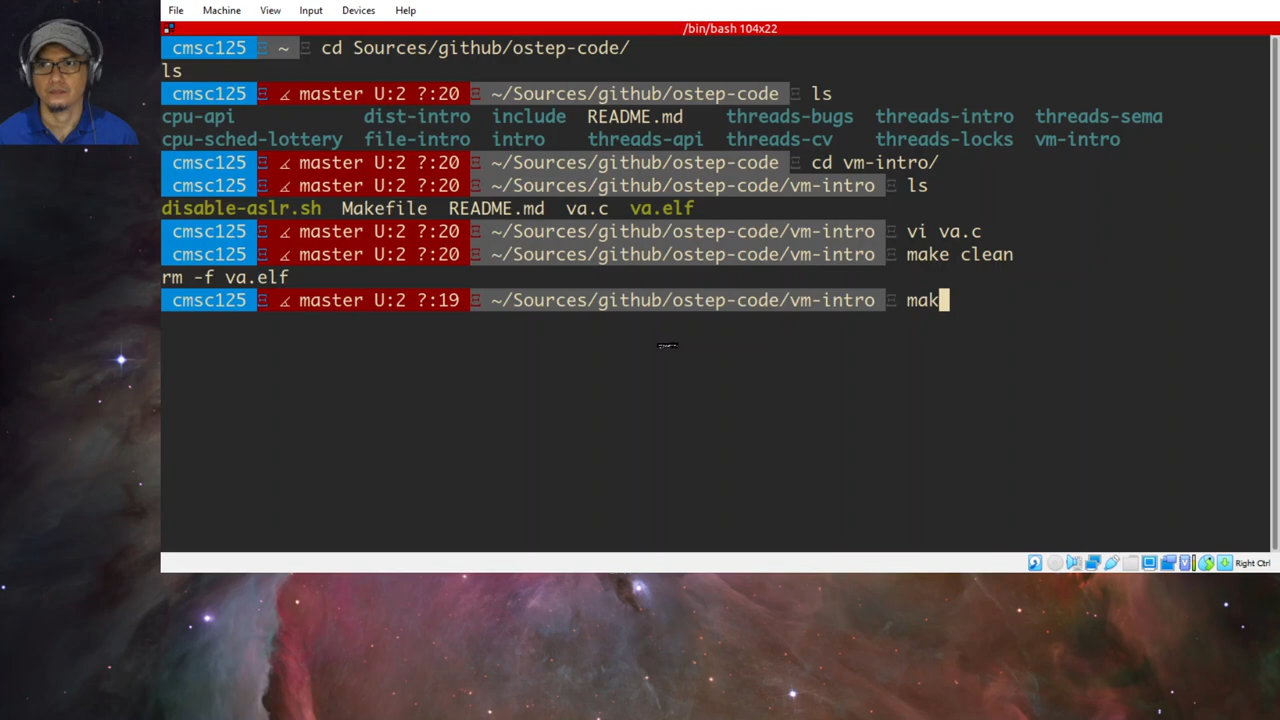 File Machine View Input Devices Help
/bin/bash 104x22
cmsc125 ~ cd Sources/github/ostep-code/
ls
cmsc125 master U:2 ?:20 ~/Sources/github/ostep-code ls
cpu-api dist-intro include README.md threads-bugs threads-intro threads-sema
cpu-sched-lottery file-intro intro threads-api threads-cv threads-locks vm-intro
cmsc125 master U:2 ?:20 ~/Sources/github/ostep-code cd vm-intro/
cmsc125 master U:2 ?:20 ~/Sources/github/ostep-code/vm-intro ls
disable-aslr.sh Makefile README.md va.c va.elf
cmsc125 master U:2 ?:20 ~/Sources/github/ostep-code/vm-intro vi va.c
cmsc125 master U:2 ?:20 ~/Sources/github/ostep-code/vm-intro make clean
rm -f va.elf
cmsc125 master U:2 ?:19 ~/Sources/github/ostep-code/vm-intro mak
Right Ctrl